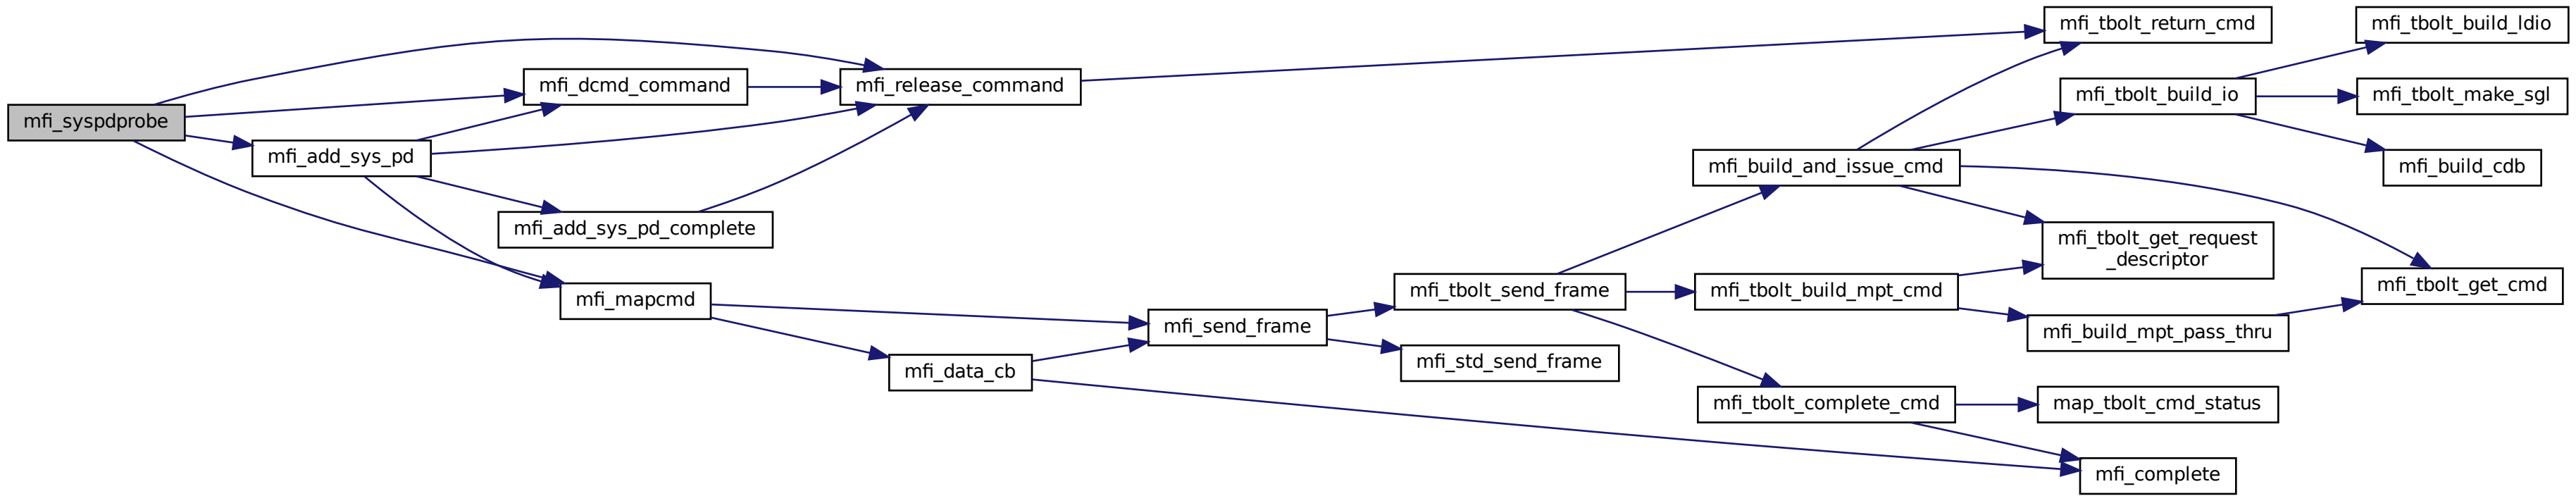 mfi_syspdprobe
mfi_add_sys_pd
mfi_dcmd_command
mfi_add_sys_pd_complete
mfi_mapcmd
mfi_release_command
mfi_data_cb
mfi_send_frame
mfi_tbolt_send_frame
mfi_std_send_frame
mfi_build_and_issue_cmd
mfi_tbolt_build_mpt_cmd
mfi_tbolt_complete_cmd
mfi_tbolt_return_cmd
mfi_tbolt_build_io
mfi_tbolt_get_request
_descriptor
mfi_build_mpt_pass_thru
map_tbolt_cmd_status
mfi_complete
mfi_tbolt_build_ldio
mfi_tbolt_make_sgl
mfi_build_cdb
mfi_tbolt_get_cmd